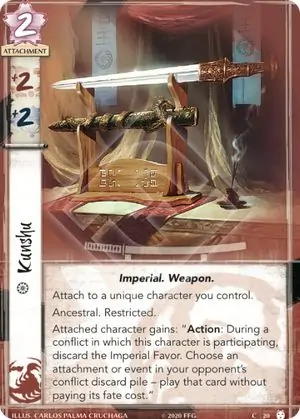 2
ATTACHMENT
+2
+2
Kunshu
Imperial. Weapon.
Attach to a unique character you control.
Ancestral. Restricted.
Attached character gains: "Action: During a
conflict in which this character is participating,
discard the Imperial Favor. Choose an
attachment or event in your opponent's
conflict discard pile – play that card without
paying its fate cost."
ILLUS. CARLOS PALMA CRUCHAGA © 2020 FFG C 20